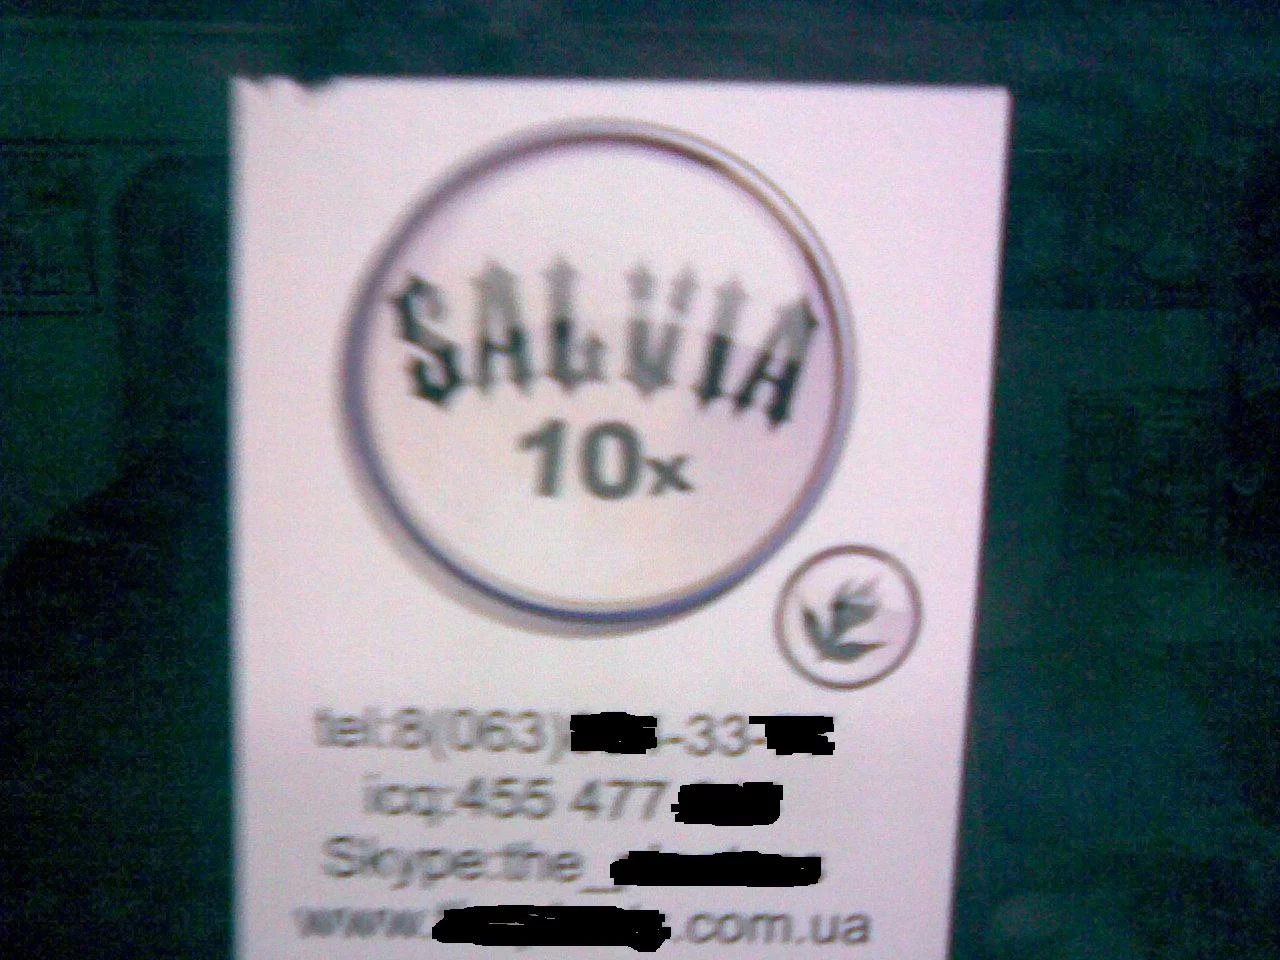 SALVIA
10x
tel:8(063) -33-
icq:455 477
Skype:the_
www. .com.ua